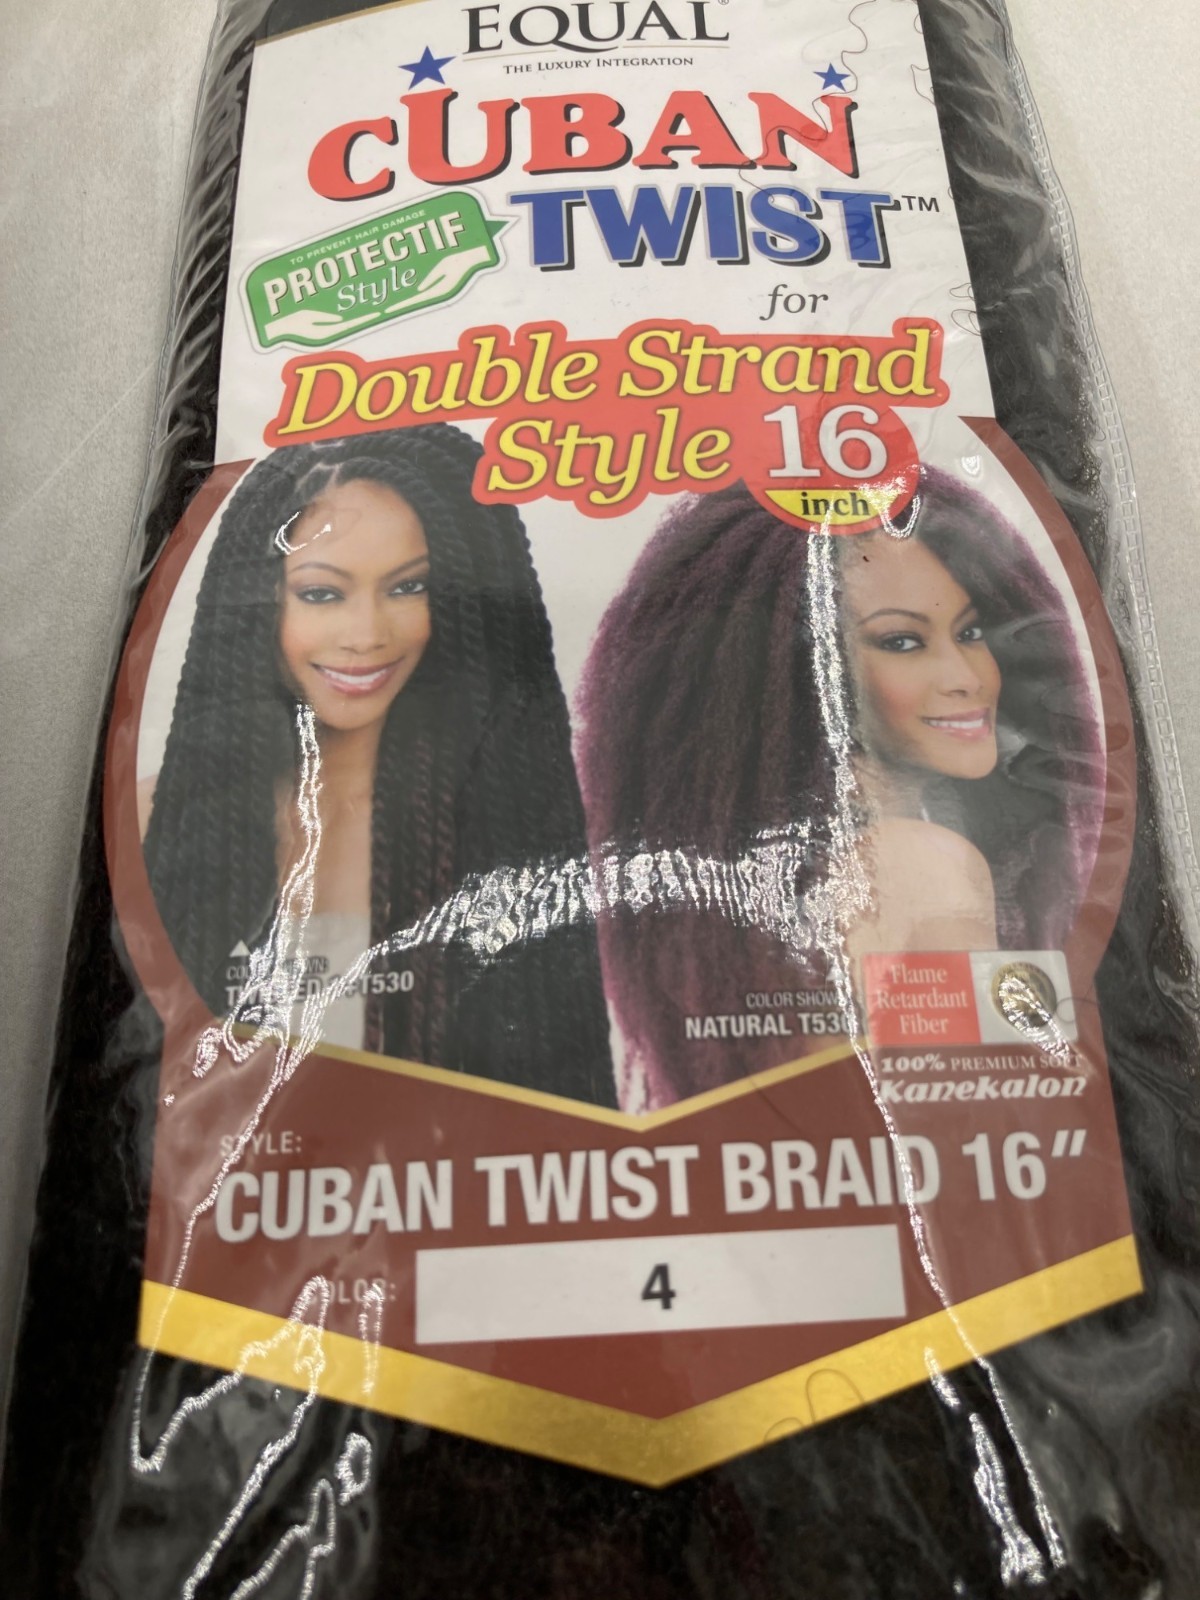 EQUAL®
THE LUXURY INTEGRATION
CUBAN
TWIST™
TO PREVENT HAIR DAMAGE
PROTECTIF
Style
for
Double Strand
Style 16
inch
T530
COLOR SHOWN
NATURAL T530
Flame
Retardant
Fiber
100% PREMIUM SOFT
Kanekalon
STYLE:
CUBAN TWIST BRAID 16"
COLOR:
4